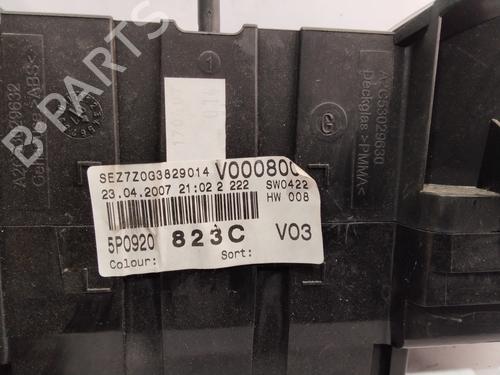 SEZ7Z0G3829014 V000800
23.04.2007 21:02 2 222 SW0422
HW 008
5P0920 823C V03
Colour: Sort:
A2C53029630
Deckglas >PMMA<
G
1
B-PARTS